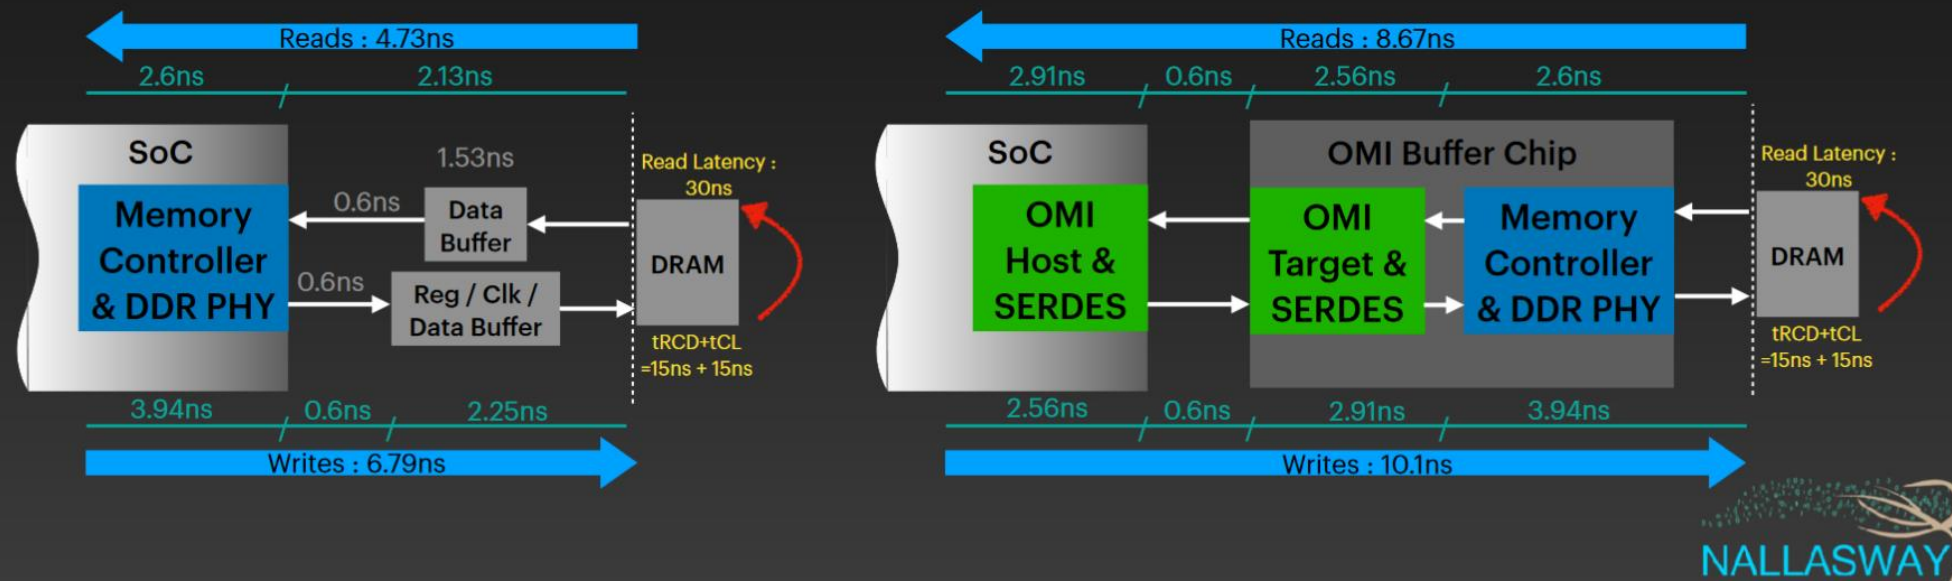 Reads : 4.73ns
2.6ns
2.13ns
SoC
1.53ns
Memory
Controller
& DDR PHY
0.6ns
Data
Buffer
0.6ns
Reg / Clk /
Data Buffer
Read Latency :
30ns
DRAM
tRCD+tCL
=15ns + 15ns
3.94ns
0.6ns
2.25ns
Writes : 6.79ns
Reads : 8.67ns
2.91ns
0.6ns
2.56ns
2.6ns
SoC
OMI Buffer Chip
OMI
Host &
SERDES
OMI
Target &
SERDES
Memory
Controller
& DDR PHY
Read Latency :
30ns
DRAM
tRCD+tCL
=15ns + 15ns
2.56ns
0.6ns
2.91ns
3.94ns
Writes : 10.1ns
NALLASWAY